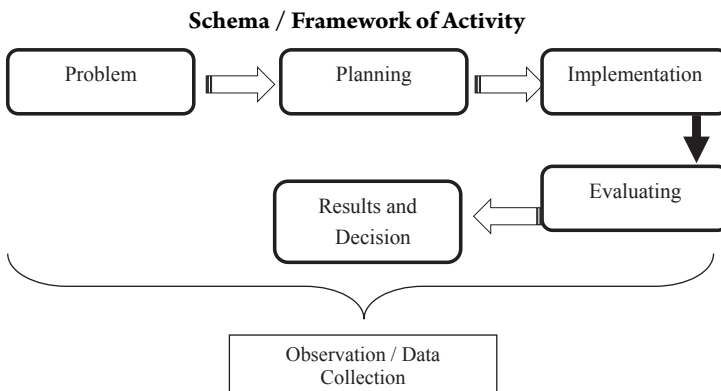 Schema / Framework of Activity
Problem
Planning
Implementation
Evaluating
Results and
Decision
Observation / Data
Collection